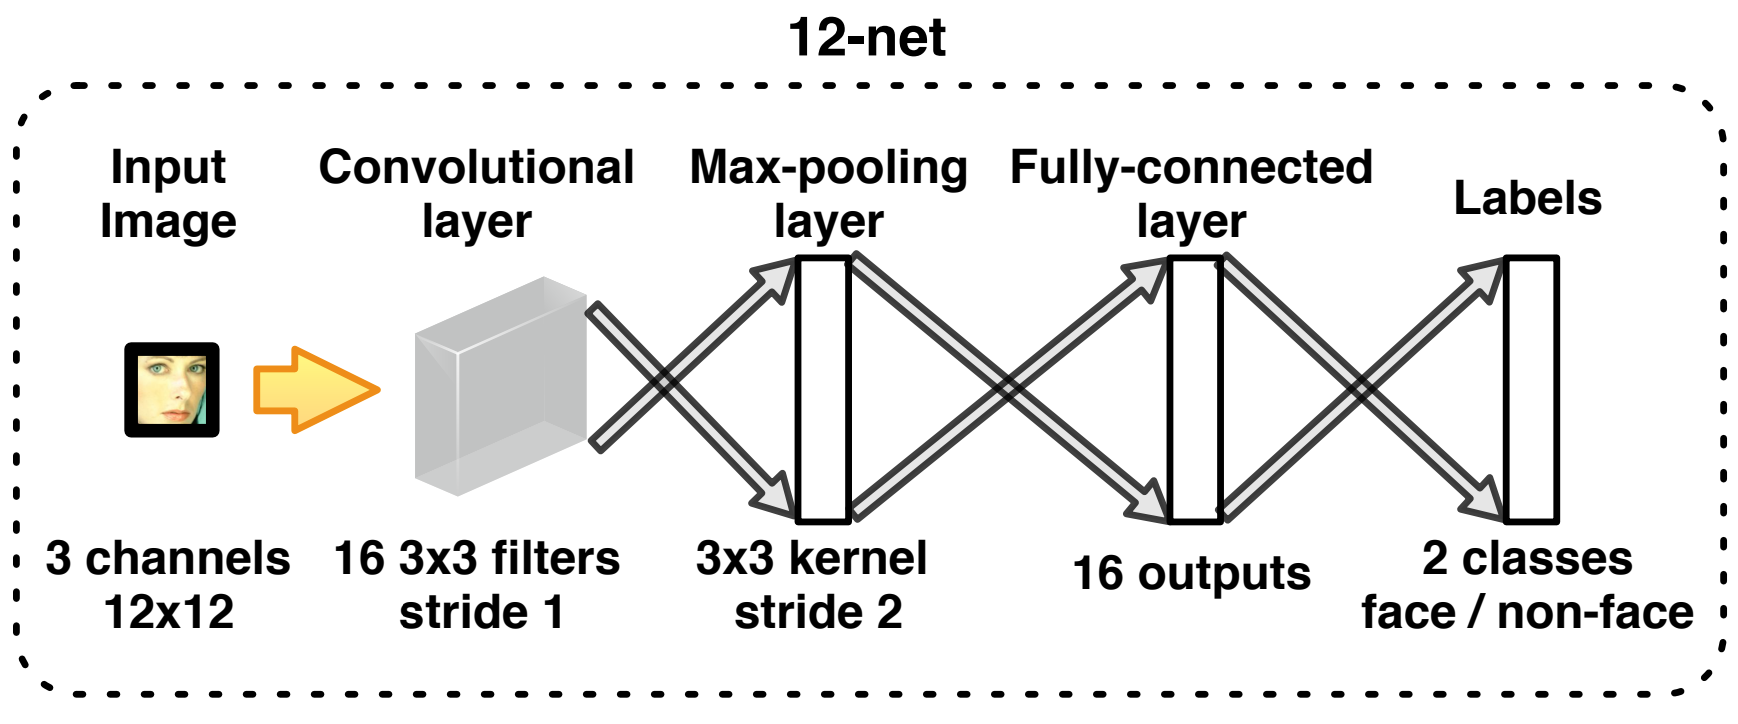 12-net
Input
Image
Convolutional
layer
Max-pooling
layer
Fully-connected
layer
Labels
3 channels
12x12
16 3x3 filters
stride 1
3x3 kernel
stride 2
16 outputs
2 classes
face / non-face